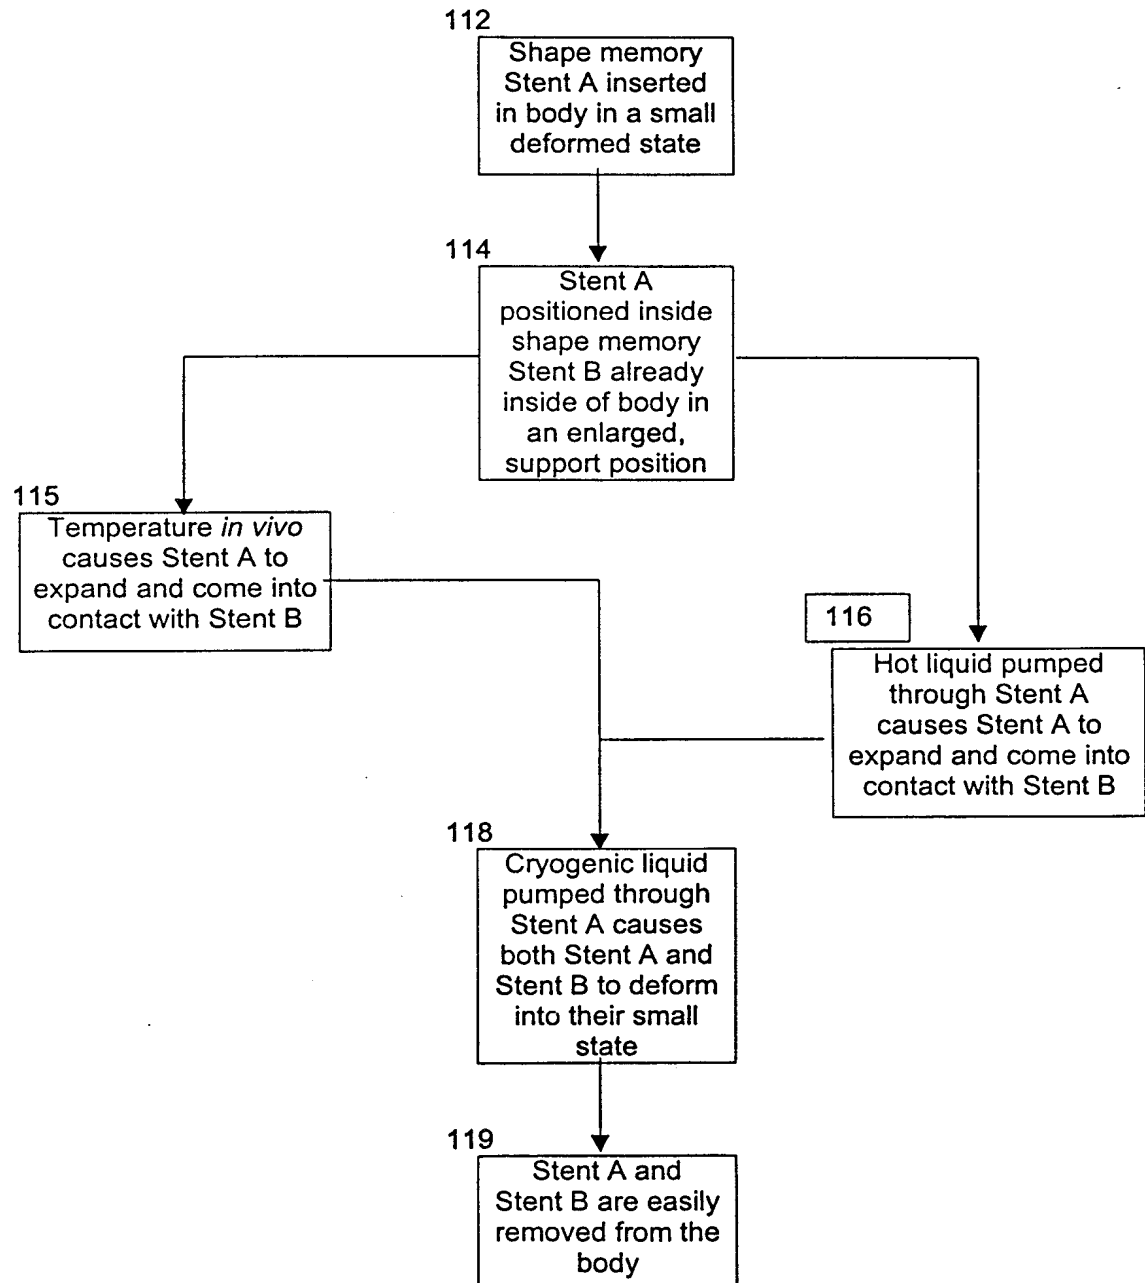 112
Shape memory
Stent A inserted
in body in a small
deformed state
114
Stent A
positioned inside
shape memory
Stent B already
inside of body in
an enlarged,
support position
115
Temperature in vivo
causes Stent A to
expand and come into
contact with Stent B
116
Hot liquid pumped
through Stent A
causes Stent A to
expand and come into
contact with Stent B
118
Cryogenic liquid
pumped through
Stent A causes
both Stent A and
Stent B to deform
into their small
state
119
Stent A and
Stent B are easily
removed from the
body